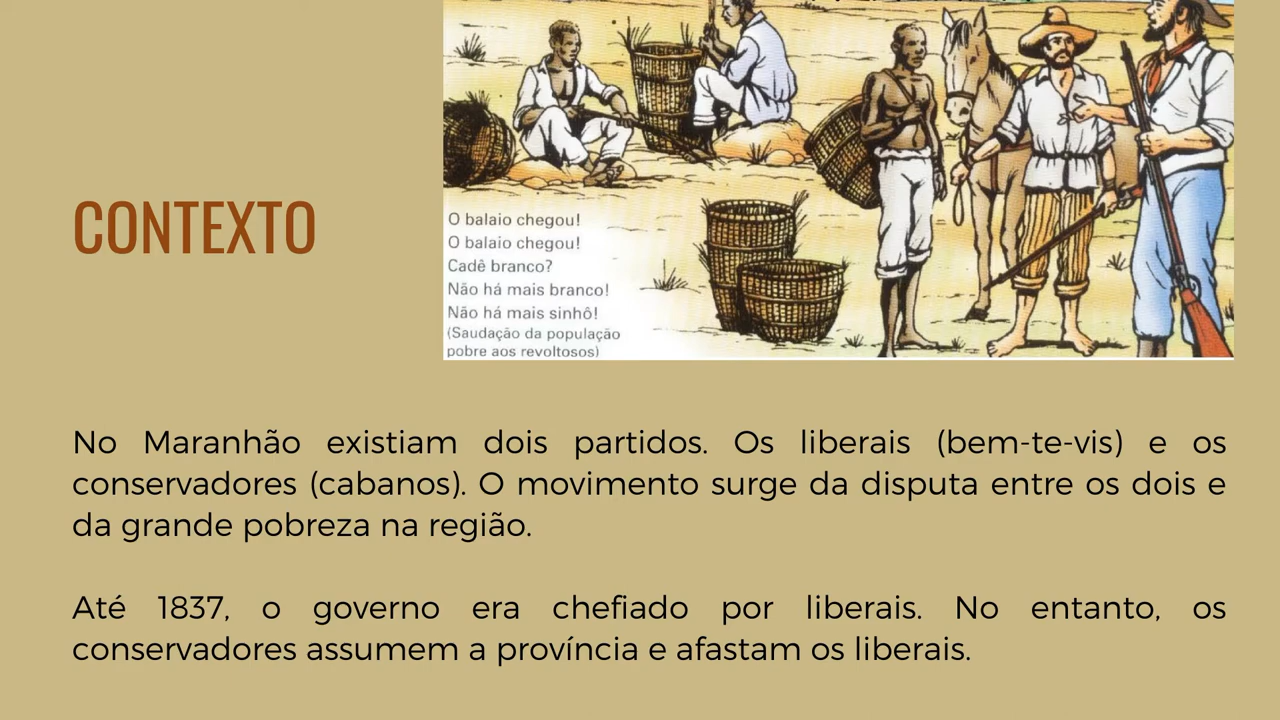 CONTEXTO
O balaio chegou!
O balaio chegou!
Cadê branco?
Não há mais branco!
Não há mais sinhô!
(Saudação da população
pobre aos revoltosos)
No Maranhão existiam dois partidos. Os liberais (bem-te-vis) e os
conservadores (cabanos). O movimento surge da disputa entre os dois e
da grande pobreza na região.
Até 1837, o governo era chefiado por liberais. No entanto, os
conservadores assumem a província e afastam os liberais.